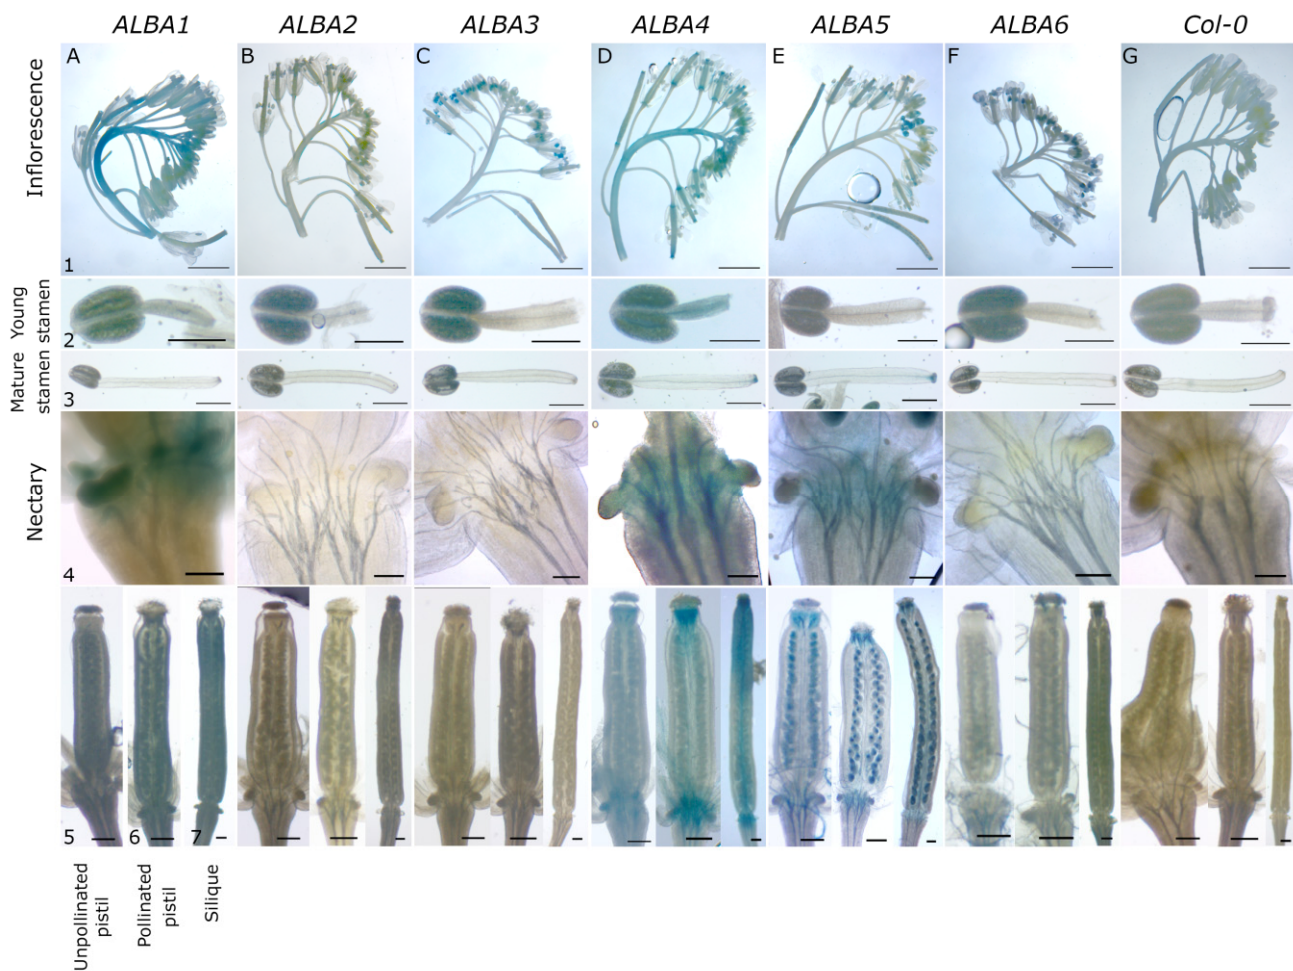 ALBA1 ALBA2 ALBA3 ALBA4 ALBA5 ALBA6 Col-0
A B C D E F G
Inflorescence
1
Young
stamen
2
Mature
stamen
3
Nectary
4
5 6 7
Unpollinated
pistil
Pollinated
pistil
Silique